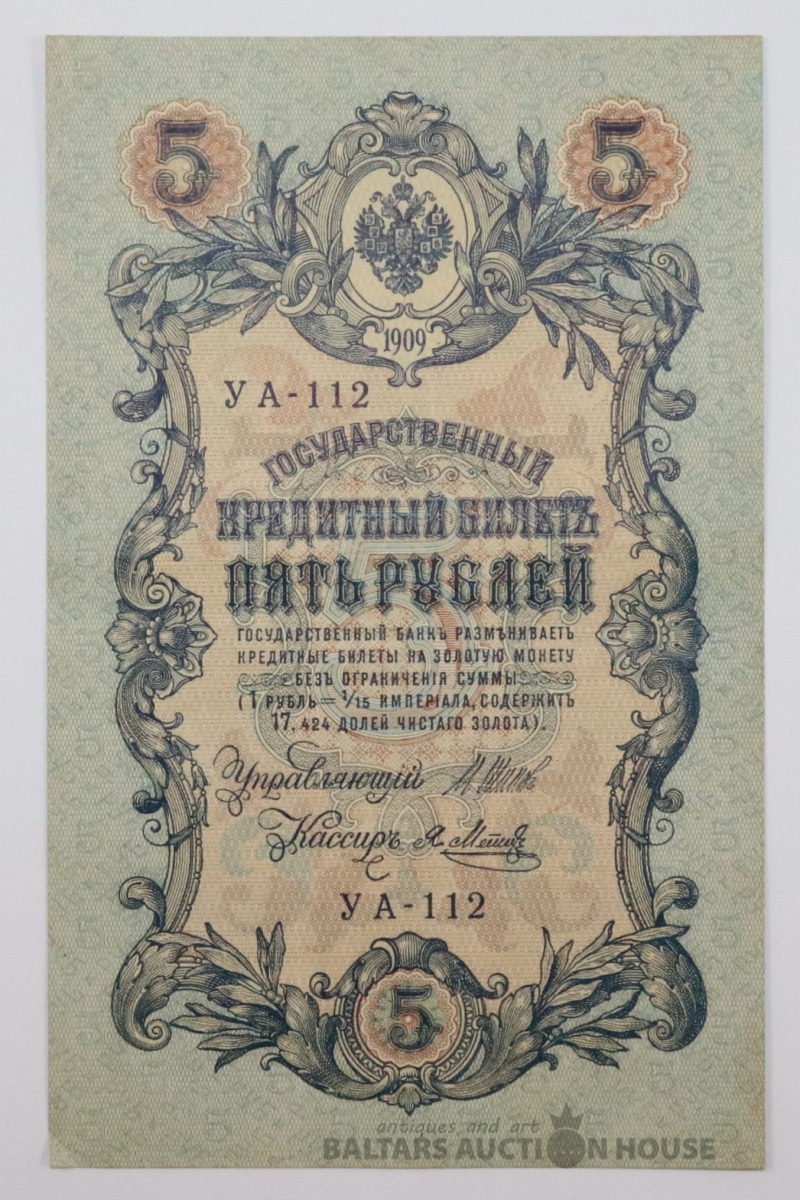 5 5
1909
УА-112
ГОСУДАРСТВЕННЫЙ
КРЕДИТНЫЙ БИЛЕТЪ
ПЯТЬ РУБЛЕЙ
ГОСУДАРСТВЕННЫЙ БАНКЪ РАЗМѢНИВАЕТЪ
КРЕДИТНЫЕ БИЛЕТЫ НА ЗОЛОТУЮ МОНЕТУ
БЕЗЪ ОГРАНИЧЕНІЯ СУММЫ
(1 РУБЛЬ = 1/15 ИМПЕРІАЛА, СОДЕРЖИТЪ
17,424 ДОЛЕЙ ЧИСТАГО ЗОЛОТА).
Управляющій И. Шипов
Кассиръ Я. Метц
УА-112
5
antiques and art
BALTARS AUCTION HOUSE